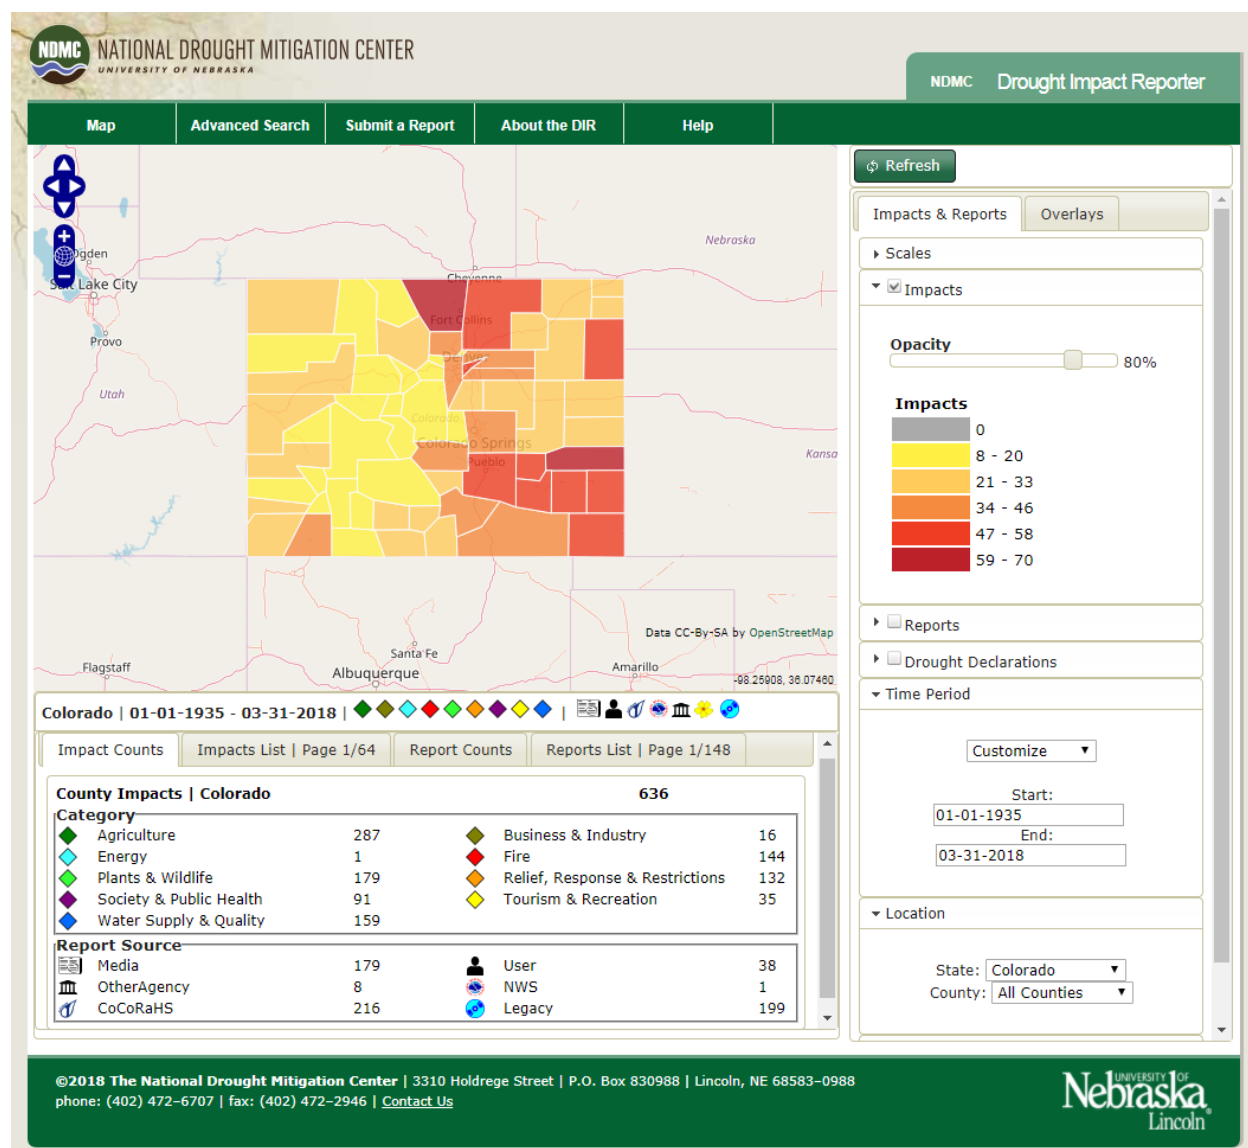 NDMC NATIONAL DROUGHT MITIGATION CENTER
UNIVERSITY OF NEBRASKA
NDMC Drought Impact Reporter
Map Advanced Search Submit a Report About the DIR Help
Refresh
Impacts & Reports Overlays
Scales
Impacts
Opacity
80%
Impacts
0
8 - 20
21 - 33
34 - 46
47 - 58
59 - 70
Reports
Drought Declarations
Time Period
Customize
Start:
01-01-1935
End:
03-31-2018
Location
State: Colorado
County: All Counties
Nebraska
Ogden
Salt Lake City
Cheyenne
Fort Collins
Provo
Denver
Utah
Colorado
Colorado Springs
Kansa
Pueblo
Data CC-By-SA by OpenStreetMap
Santa Fe
Flagstaff
Albuquerque
Amarillo
-98.25908, 36.07460
Colorado | 01-01-1935 - 03-31-2018 |
|
Impact Counts Impacts List | Page 1/64 Report Counts Reports List | Page 1/148
County Impacts | Colorado 636
Category
Agriculture 287 Business & Industry 16
Energy 1 Fire 144
Plants & Wildlife 179 Relief, Response & Restrictions 132
Society & Public Health 91 Tourism & Recreation 35
Water Supply & Quality 159
Report Source
Media 179 User 38
OtherAgency 8 NWS 1
CoCoRaHS 216 Legacy 199
©2018 The National Drought Mitigation Center | 3310 Holdrege Street | P.O. Box 830988 | Lincoln, NE 68583-0988
phone: (402) 472-6707 | fax: (402) 472-2946 | Contact Us
UNIVERSITY OF
Nebraska
Lincoln